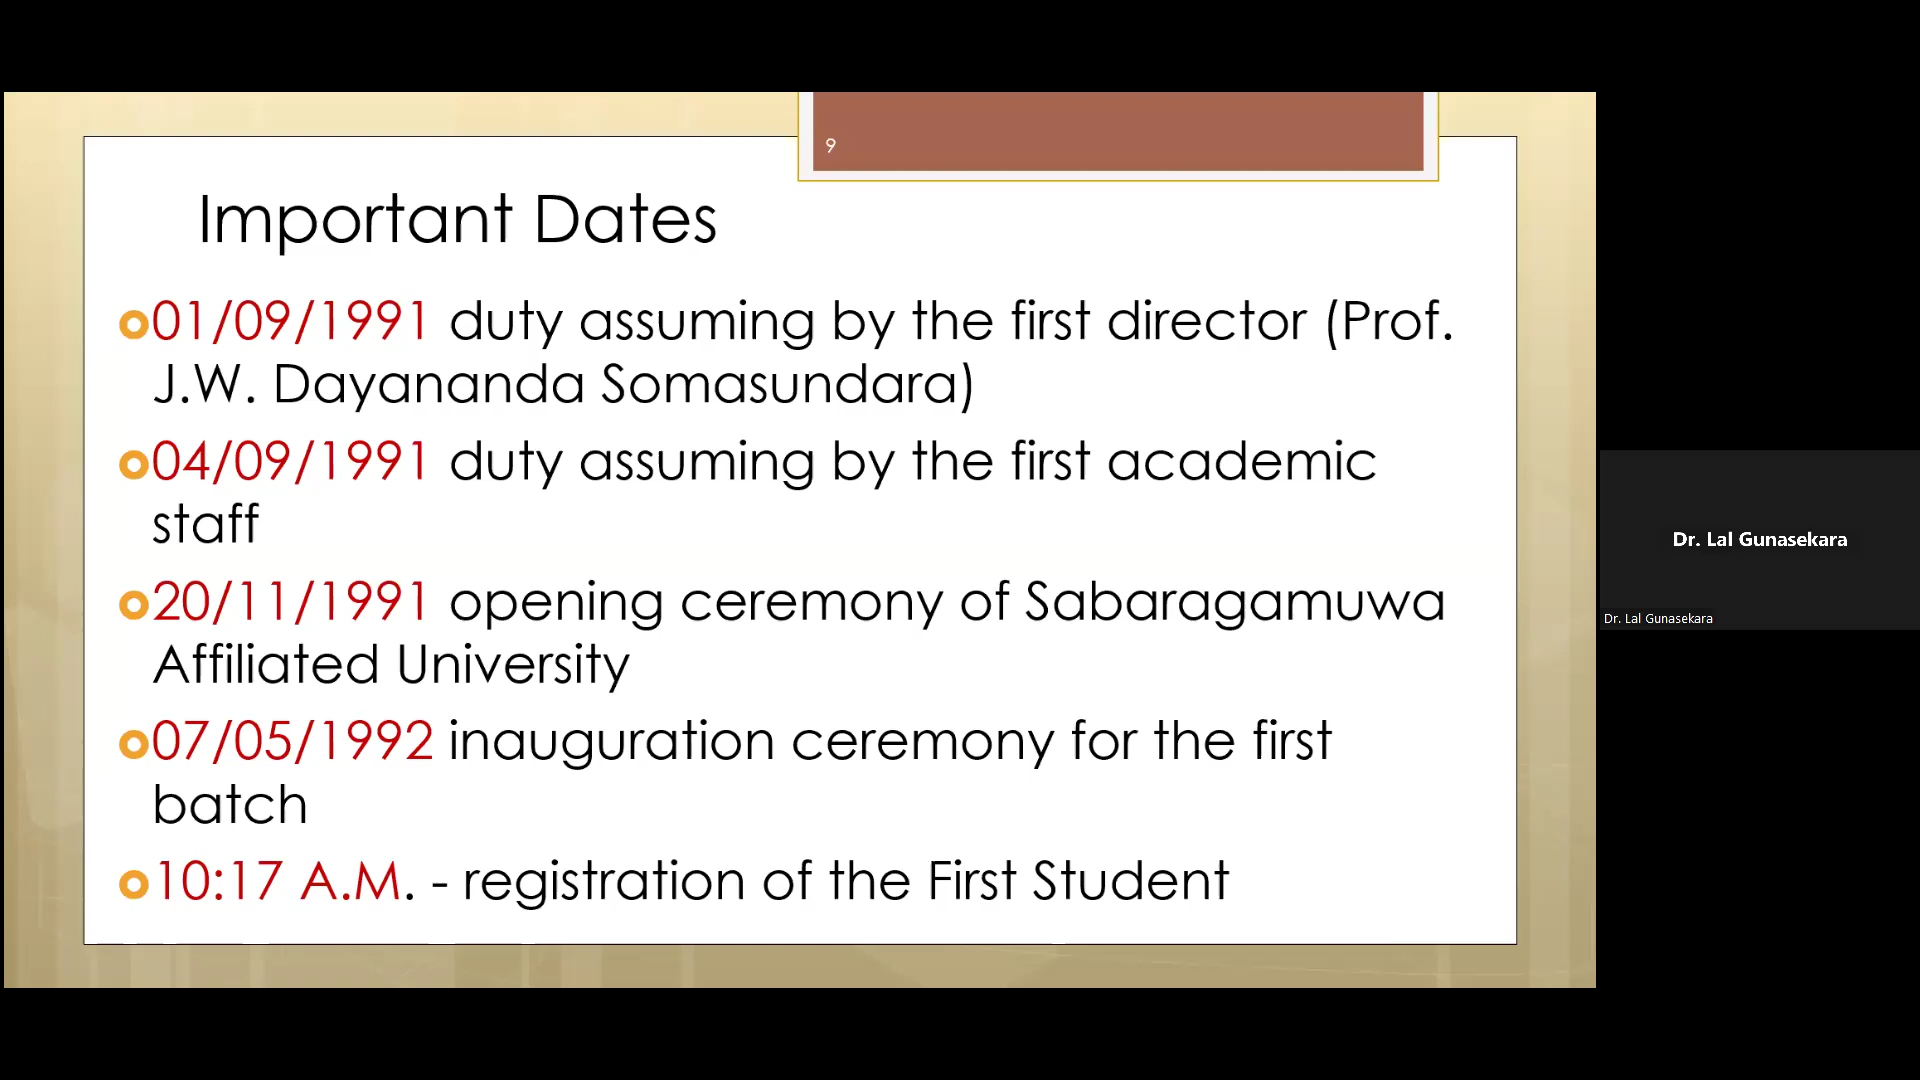 9
Important Dates
01/09/1991 duty assuming by the first director (Prof.
J.W. Dayananda Somasundara)
04/09/1991 duty assuming by the first academic
staff
20/11/1991 opening ceremony of Sabaragamuwa
Affiliated University
07/05/1992 inauguration ceremony for the first
batch
10:17 A.M. - registration of the First Student
Dr. Lal Gunasekara
Dr. Lal Gunasekara